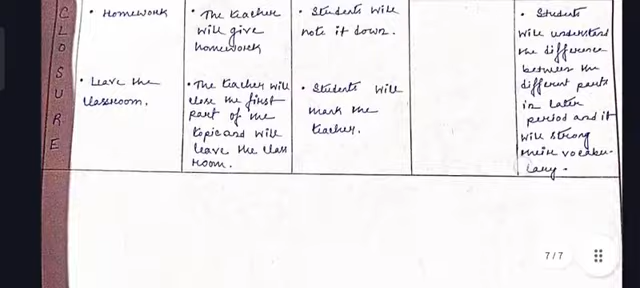 CLOSURE
• Homework
• Leave the
classroom.
• The teacher
will give
homework
• The teacher will
close the first
part of the
topic and will
leave the class
room.
• Students will
note it down.
• Students will
the
teacher.
• Students
will understand
the difference
between the
different parts
in later
period and it
will strong
their vocabu-
lary.
7/7